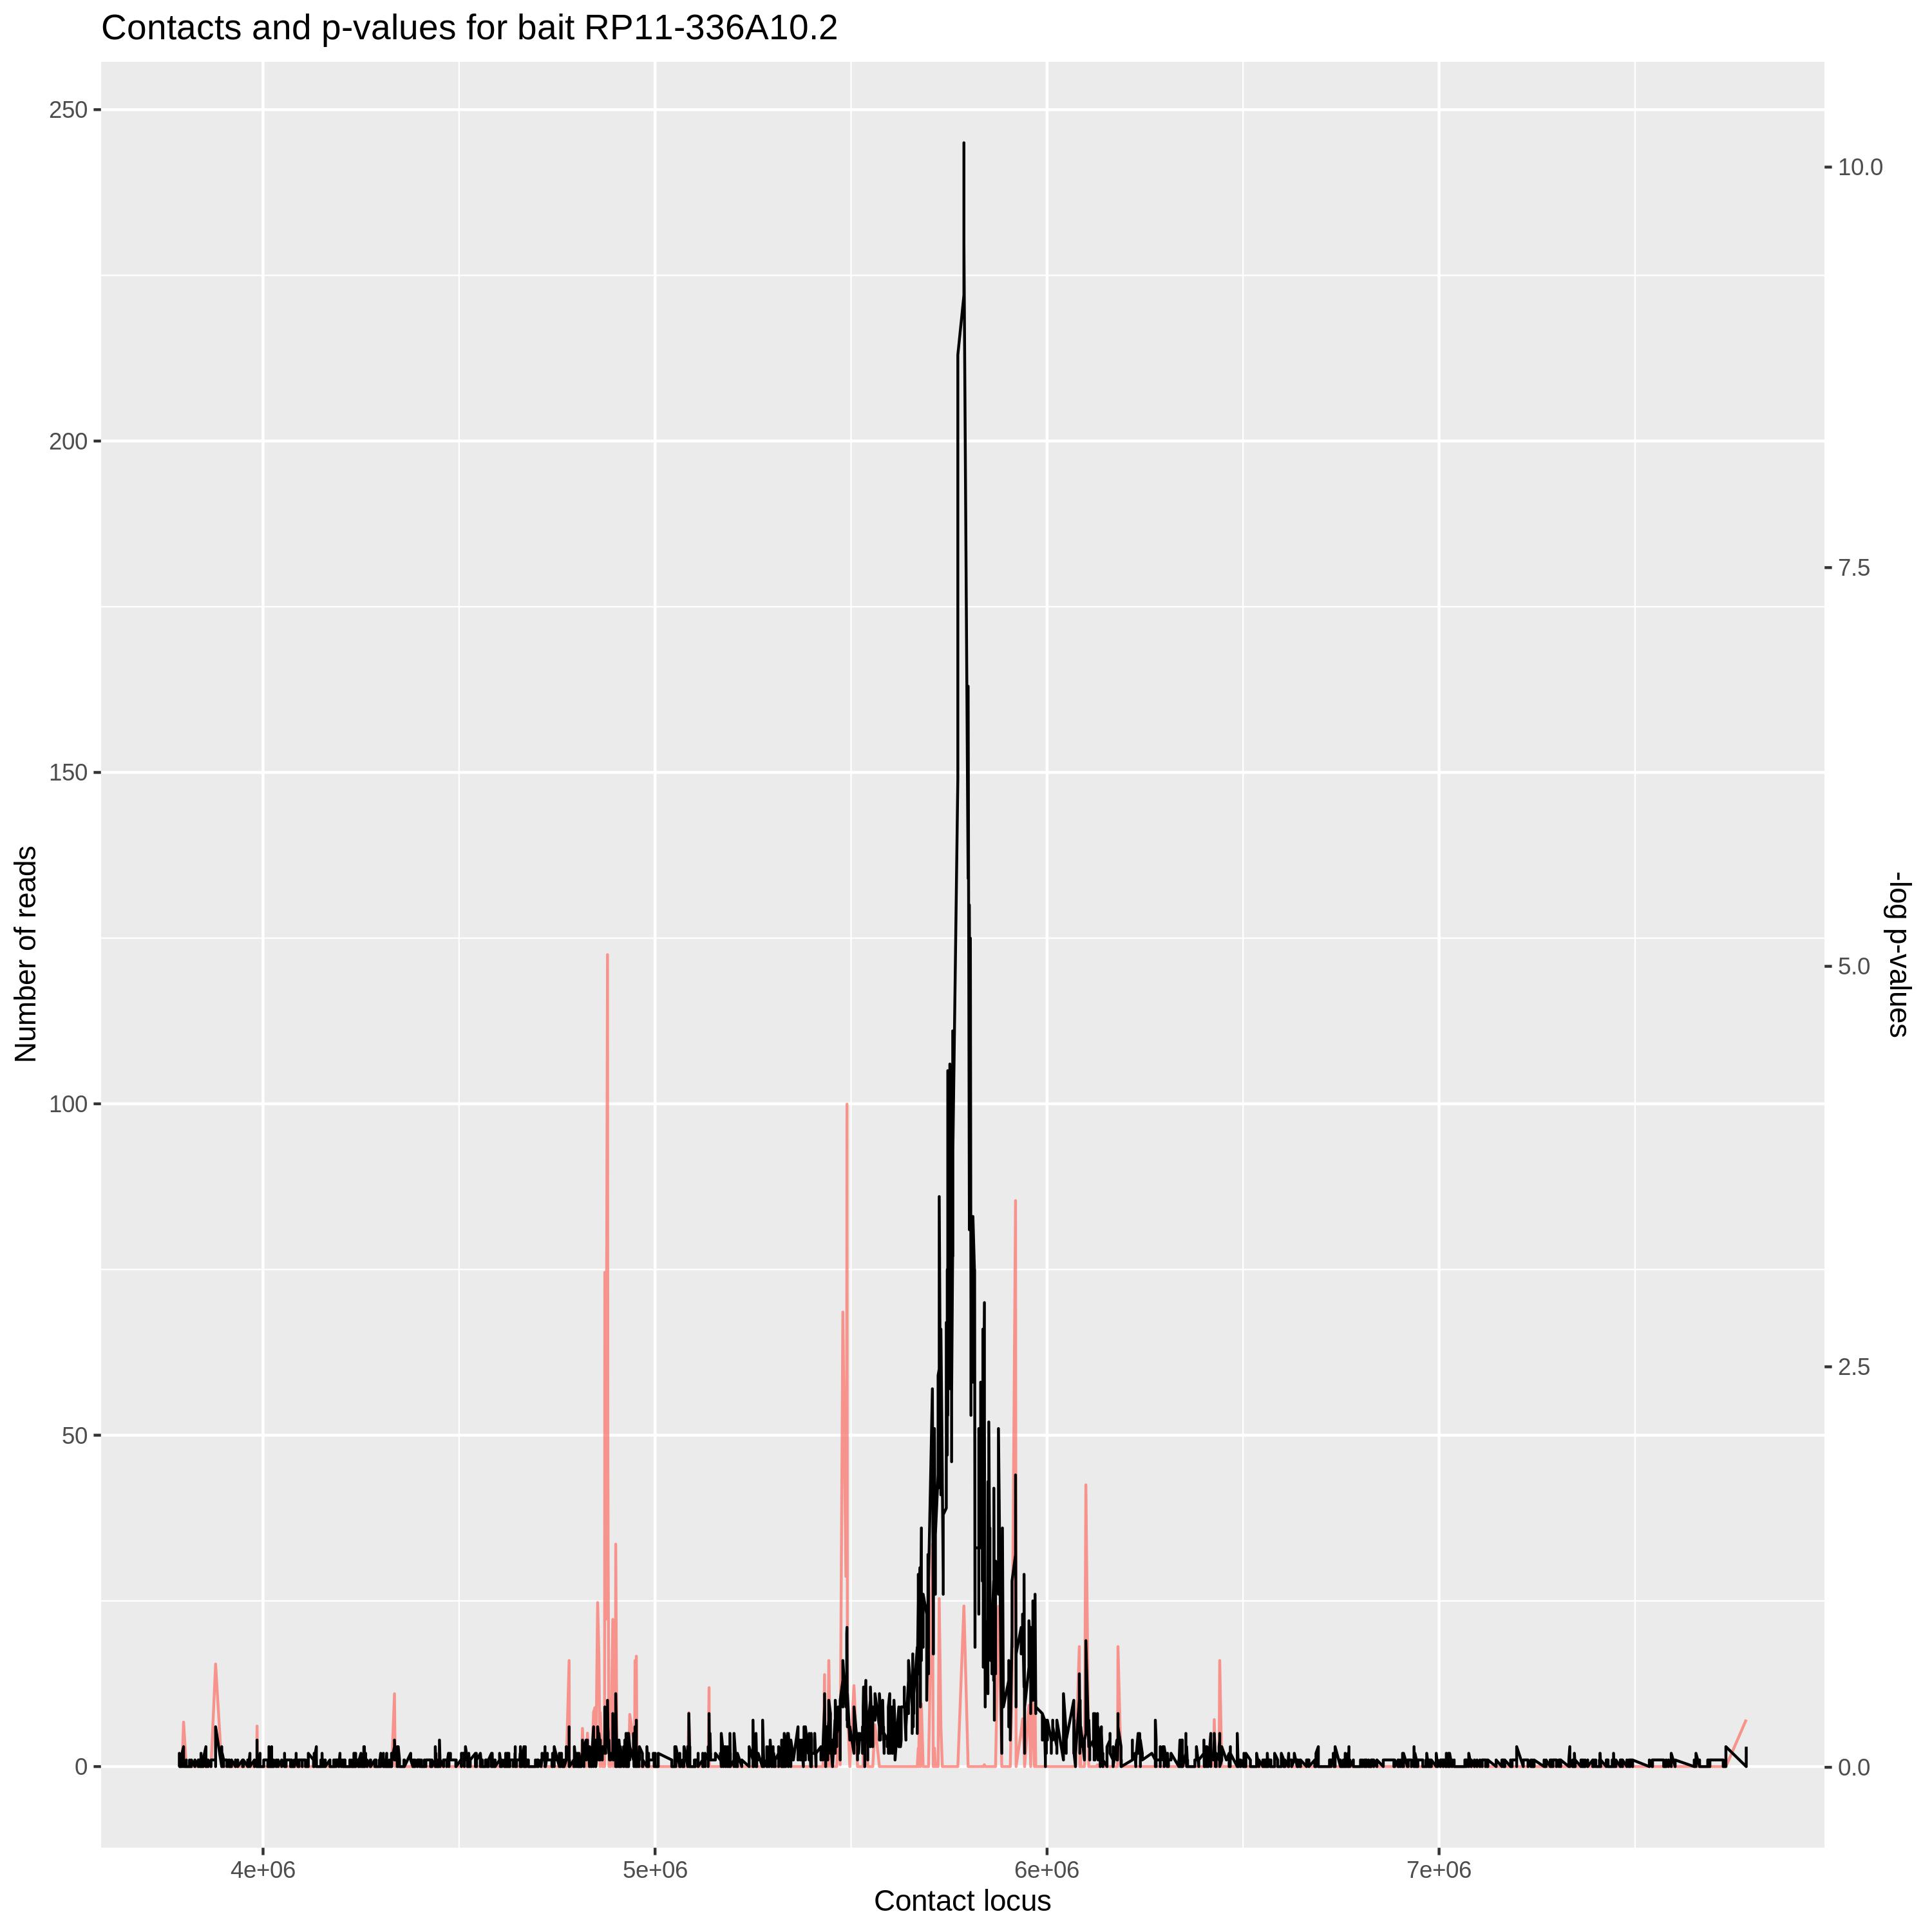 Contacts and p-values for bait RP11-336A10.2
250
200
150
100
50
0
10.0
7.5
5.0
2.5
0.0
Number of reads
-log p-values
4e+06
5e+06
6e+06
7e+06
Contact locus